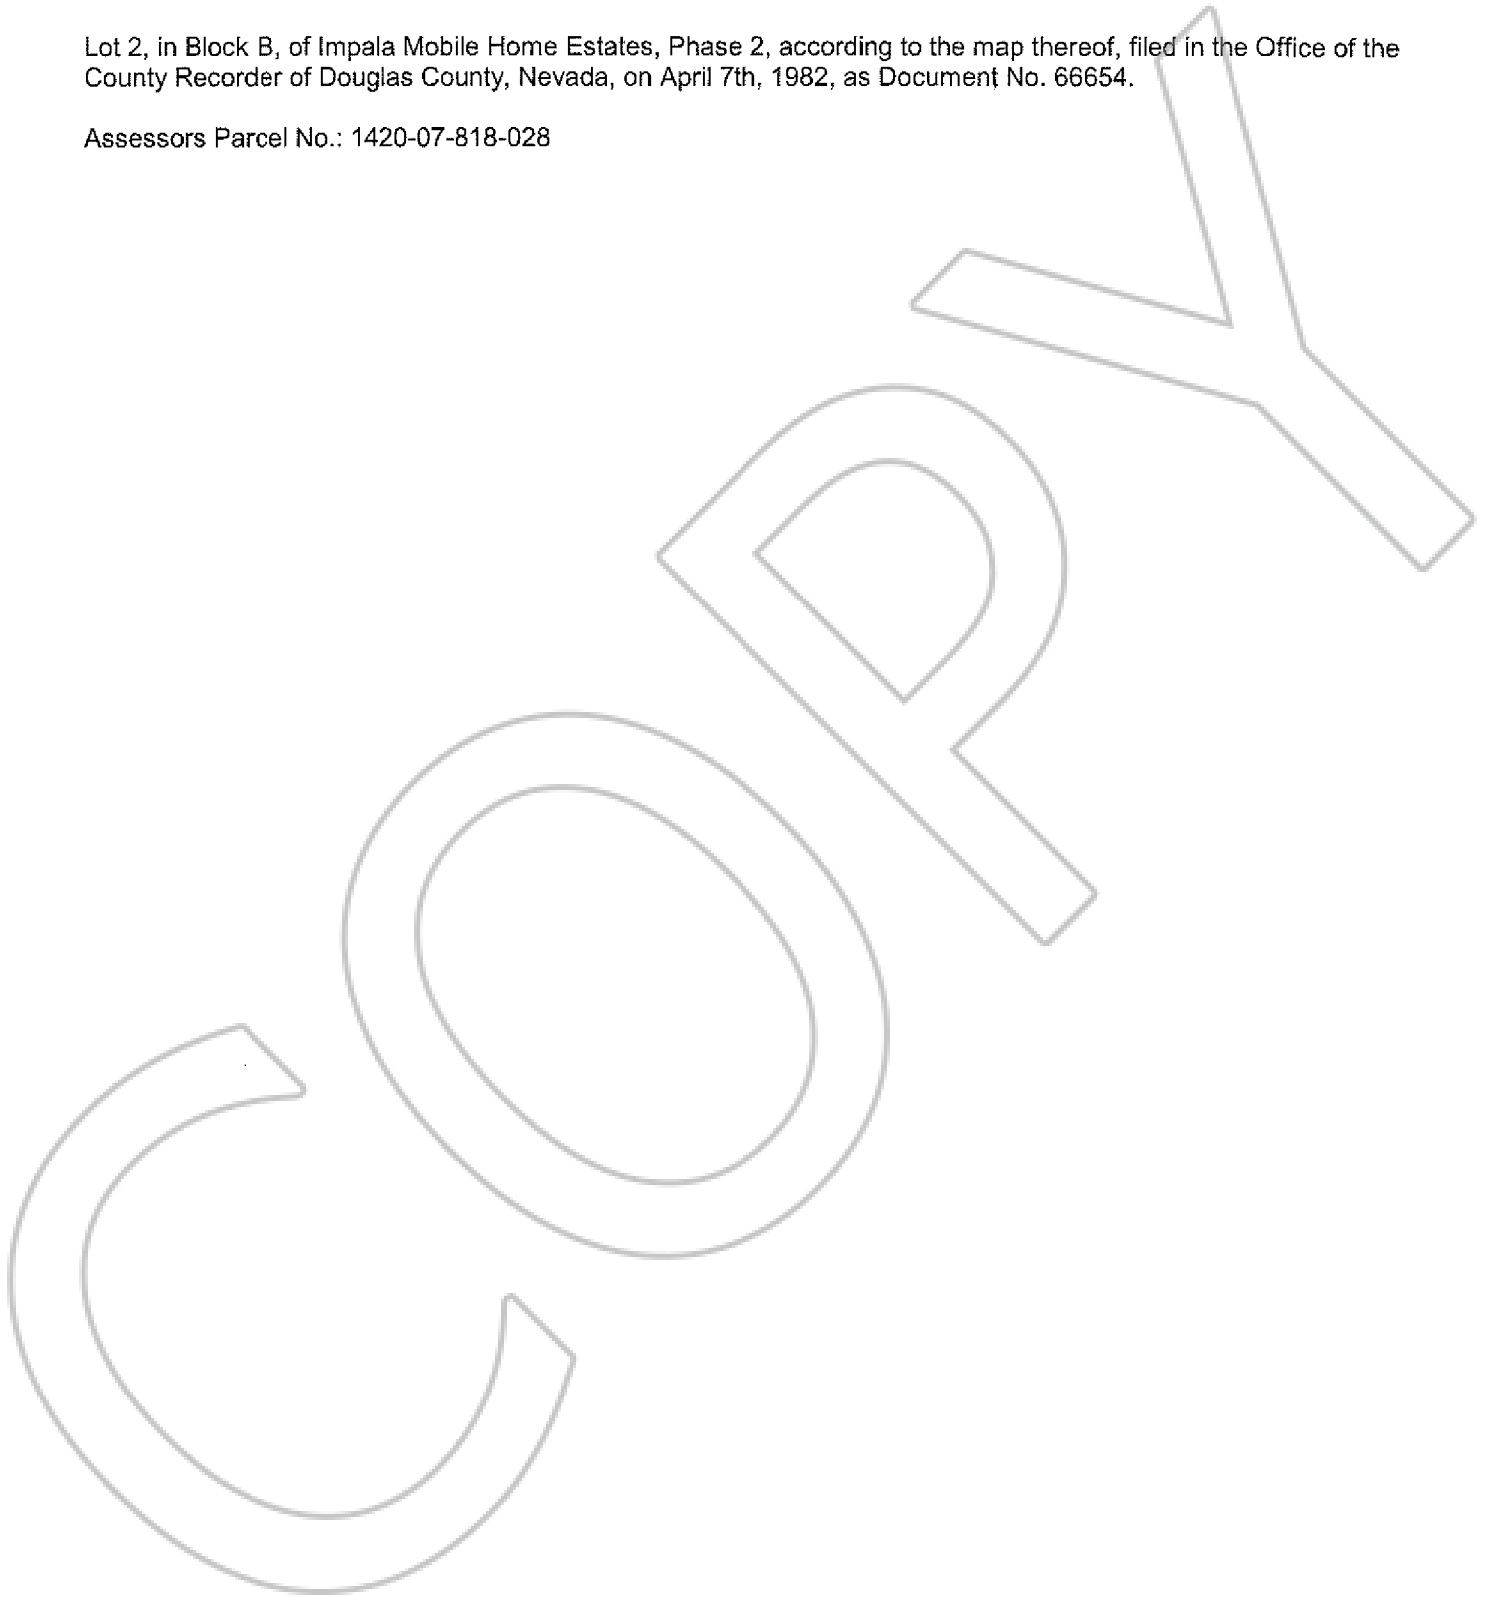 Lot 2, in Block B, of Impala Mobile Home Estates, Phase 2, according to the map thereof, filed in the Office of the
County Recorder of Douglas County, Nevada, on April 7th, 1982, as Document No. 66654.
Assessors Parcel No.: 1420-07-818-028
COPY